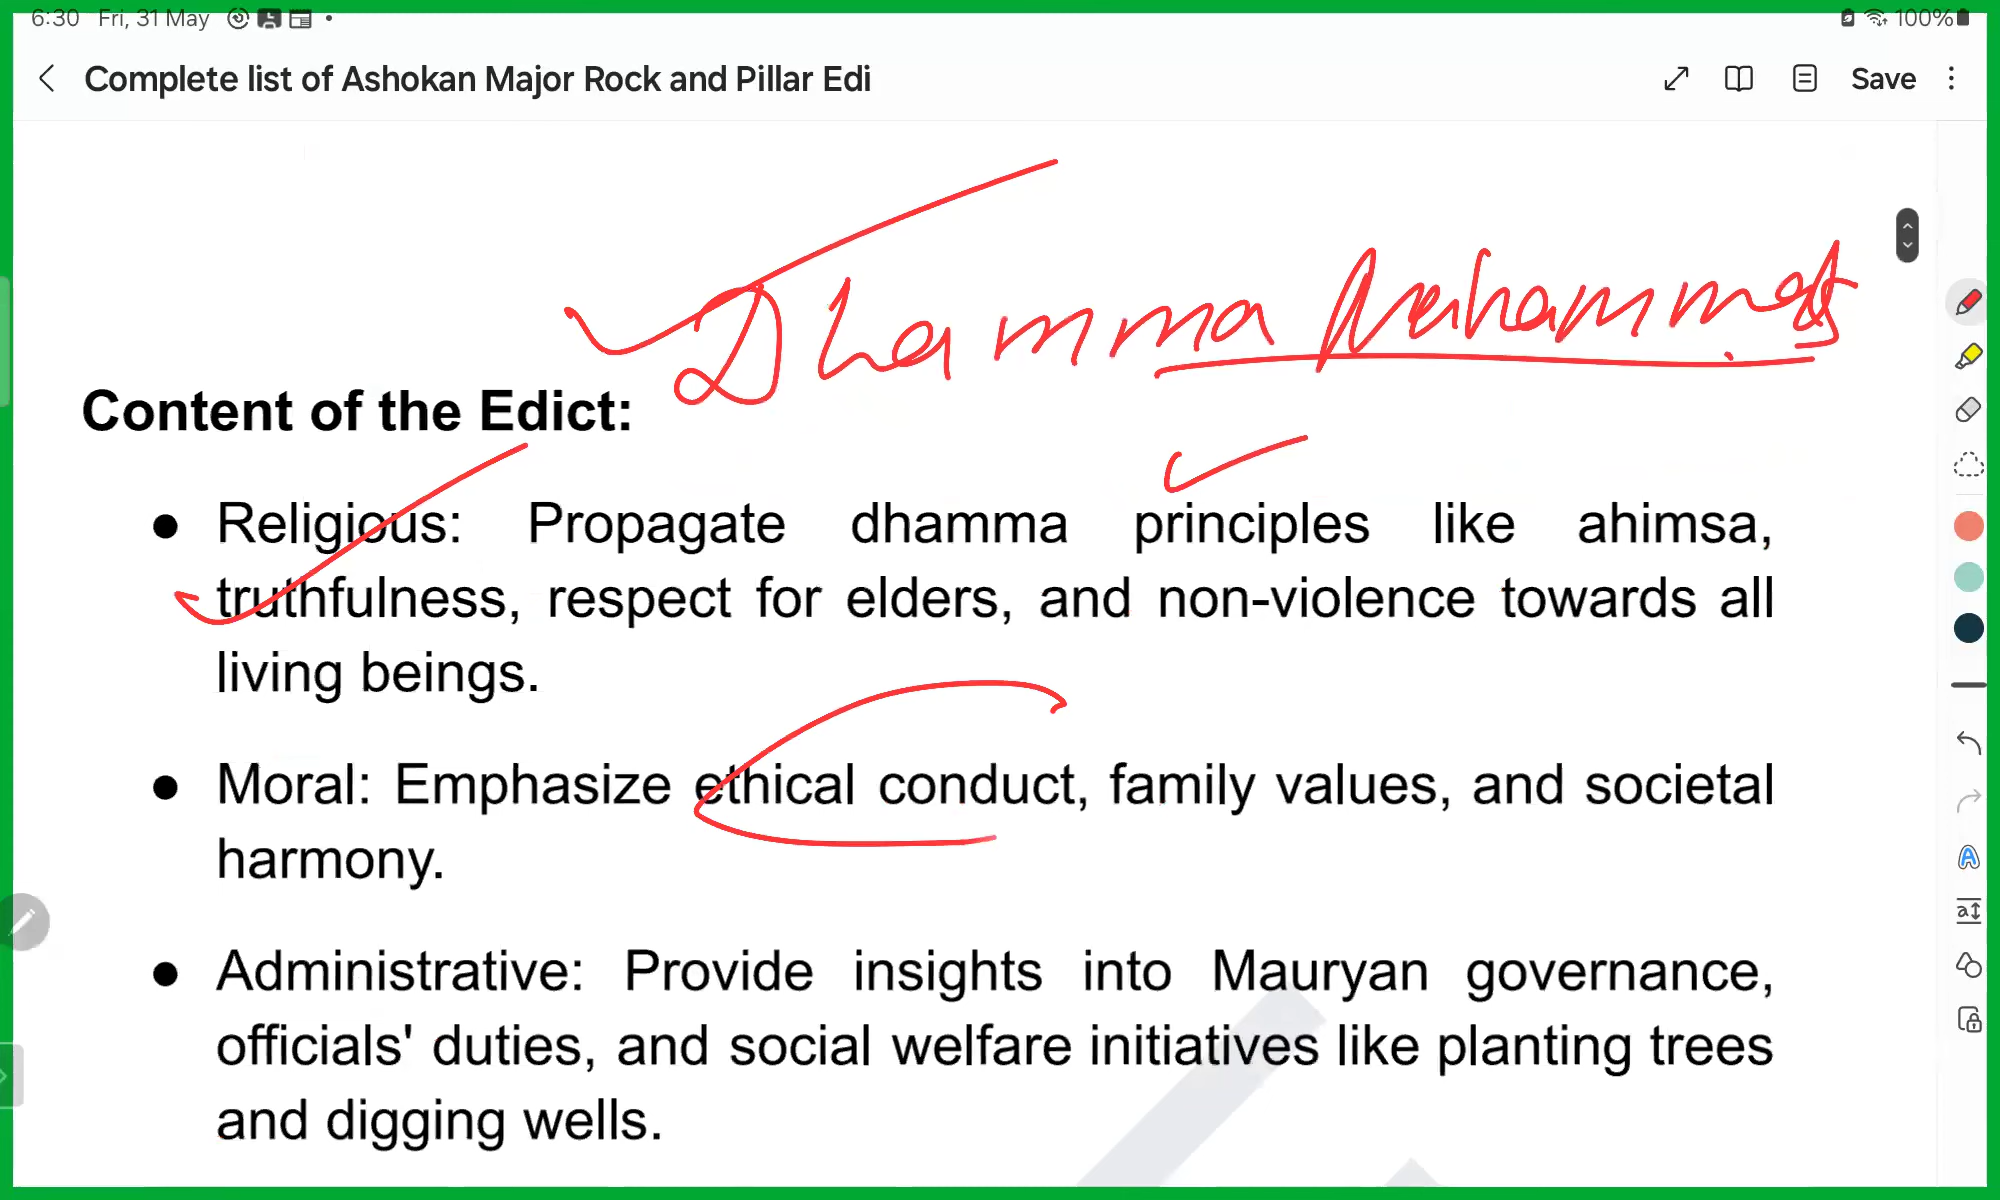 6:30 Fri, 31 May
100%
Complete list of Ashokan Major Rock and Pillar Edi
Save
Dhamma
Content of the Edict:
● Religious: Propagate dhamma principles like ahimsa,
truthfulness, respect for elders, and non-violence towards all
living beings.
● Moral: Emphasize ethical conduct, family values, and societal
harmony.
● Administrative: Provide insights into Mauryan governance,
officials' duties, and social welfare initiatives like planting trees
and digging wells.